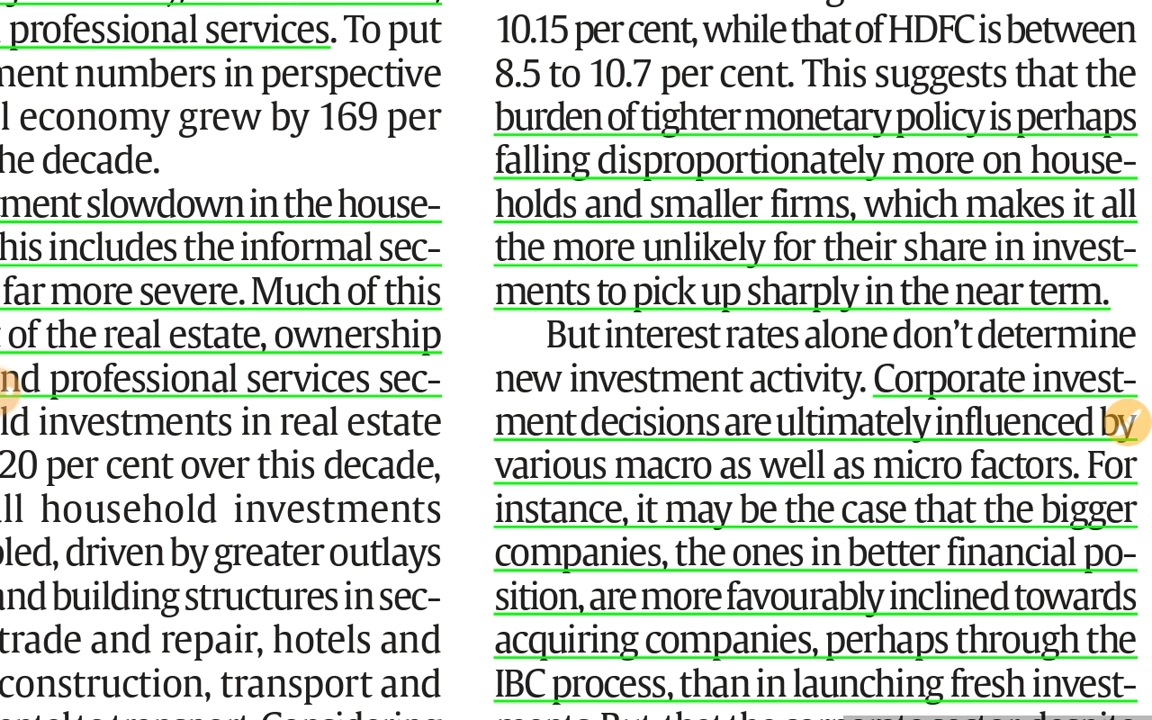 professional services. To put
ment numbers in perspective
l economy grew by 169 per
he decade.
ment slowdown in the house-
his includes the informal sec-
far more severe. Much of this
of the real estate, ownership
nd professional services sec-
ld investments in real estate
20 per cent over this decade,
ll household investments
led, driven by greater outlays
and building structures in sec-
trade and repair, hotels and
construction, transport and
10.15 per cent, while that of HDFC is between
8.5 to 10.7 per cent. This suggests that the
burden of tighter monetary policy is perhaps
falling disproportionately more on house-
holds and smaller firms, which makes it all
the more unlikely for their share in invest-
ments to pick up sharply in the near term.
But interest rates alone don't determine
new investment activity. Corporate invest-
ment decisions are ultimately influenced by
various macro as well as micro factors. For
instance, it may be the case that the bigger
companies, the ones in better financial po-
sition, are more favourably inclined towards
acquiring companies, perhaps through the
IBC process, than in launching fresh invest-